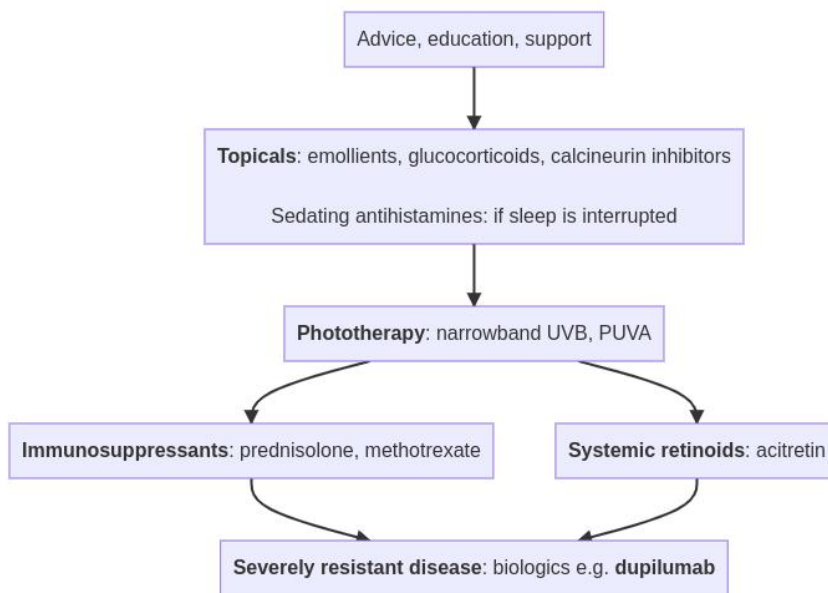 Advice, education, support
Topicals: emollients, glucocorticoids, calcineurin inhibitors
Sedating antihistamines: if sleep is interrupted
Phototherapy: narrowband UVB, PUVA
Immunosuppressants: prednisolone, methotrexate
Systemic retinoids: acitretin
Severely resistant disease: biologics e.g. dupilumab